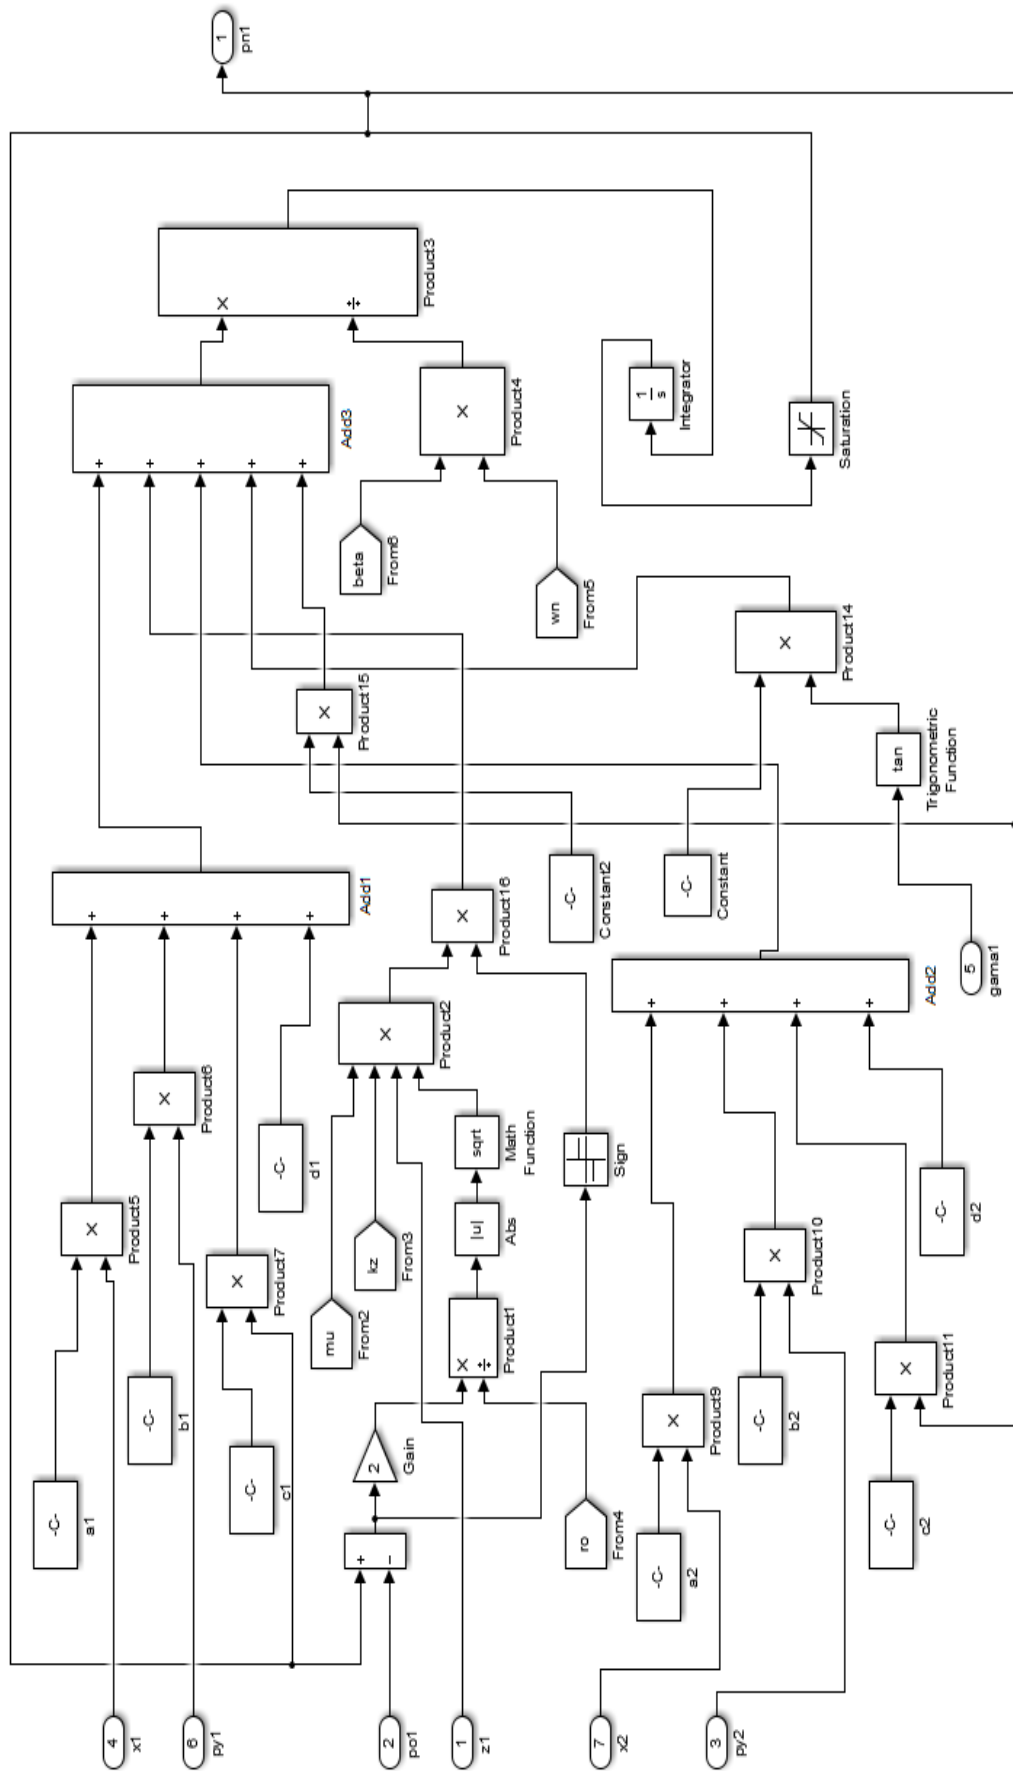 4
x1
-C-
a1
×
Product5
+
+
+
+
Add1
6
py1
-C-
b1
×
Product6
-C-
c1
×
Product7
-C-
d1
+
+
+
+
+
Add3
×
÷
Product3
1
pn1
2
po1
+
−
2
Gain
mu
From2
kz
From3
×
Product2
beta
From6
×
Product4
×
Product15
1
z1
×
÷
Product1
|u|
Abs
sqrt
Math
Function
×
Product16
wn
From5
ro
From4
Sign
-C-
Constant2
7
x2
-C-
a2
×
Product9
+
+
+
+
Add2
-C-
Constant
1
s
Integrator
3
py2
-C-
b2
×
Product10
×
Product14
Saturation
-C-
c2
×
Product11
-C-
d2
5
gama1
tan
Trigonometric
Function